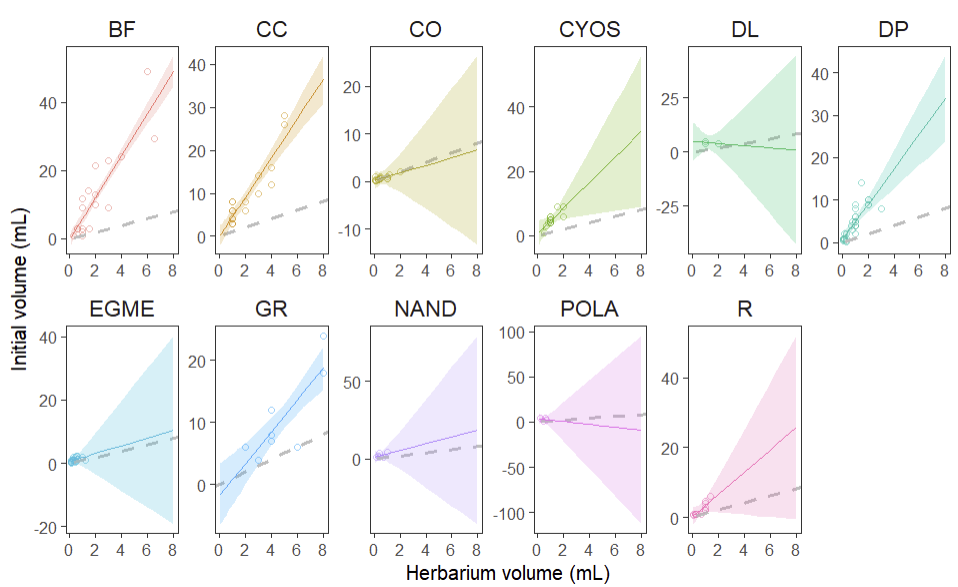 BF CC CO CYOS DL DP
40 20 0
40 30 20 10 0
20 10 0 -10
40 20 0
25 -25
40 30 20 10 0
0 2 4 6 8 0 2 4 6 8 0 2 4 6 8 0 2 4 6 8 0 2 4 6 8 0 2 4 6 8
Initial volume (mL)
EGME GR NAND POLA R
40 20 0 -20
20 10 0
50 0
100 50 0 -50 -100
40 20 0
0 2 4 6 8 0 2 4 6 8 0 2 4 6 8 0 2 4 6 8 0 2 4 6 8
Herbarium volume (mL)